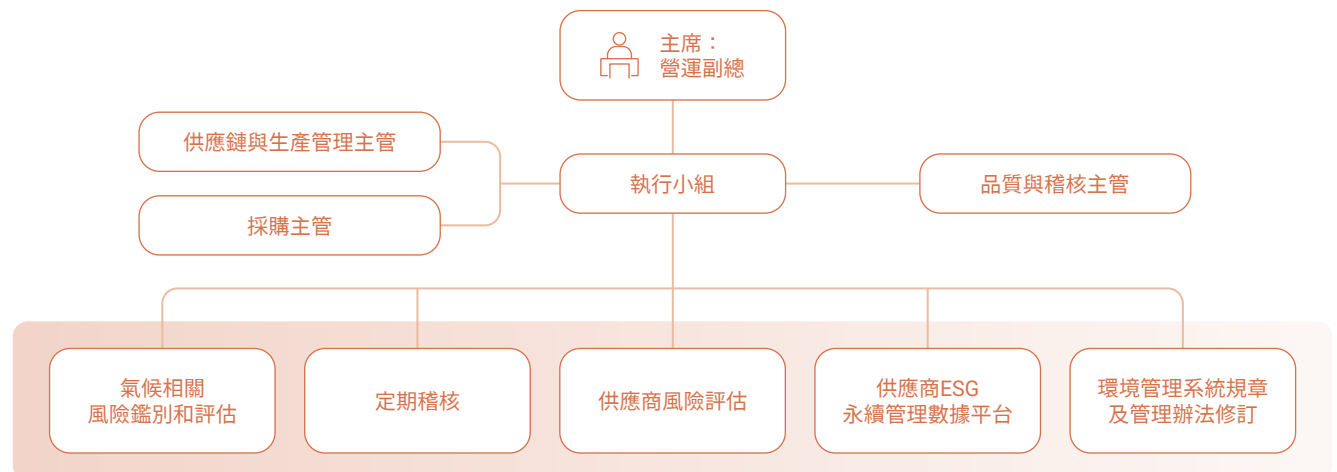 主席：
營運副總
供應鏈與生產管理主管
執行小組
品質與稽核主管
採購主管
氣候相關
風險鑑別和評估
定期稽核
供應商風險評估
供應商ESG
永續管理數據平台
環境管理系統規章
及管理辦法修訂